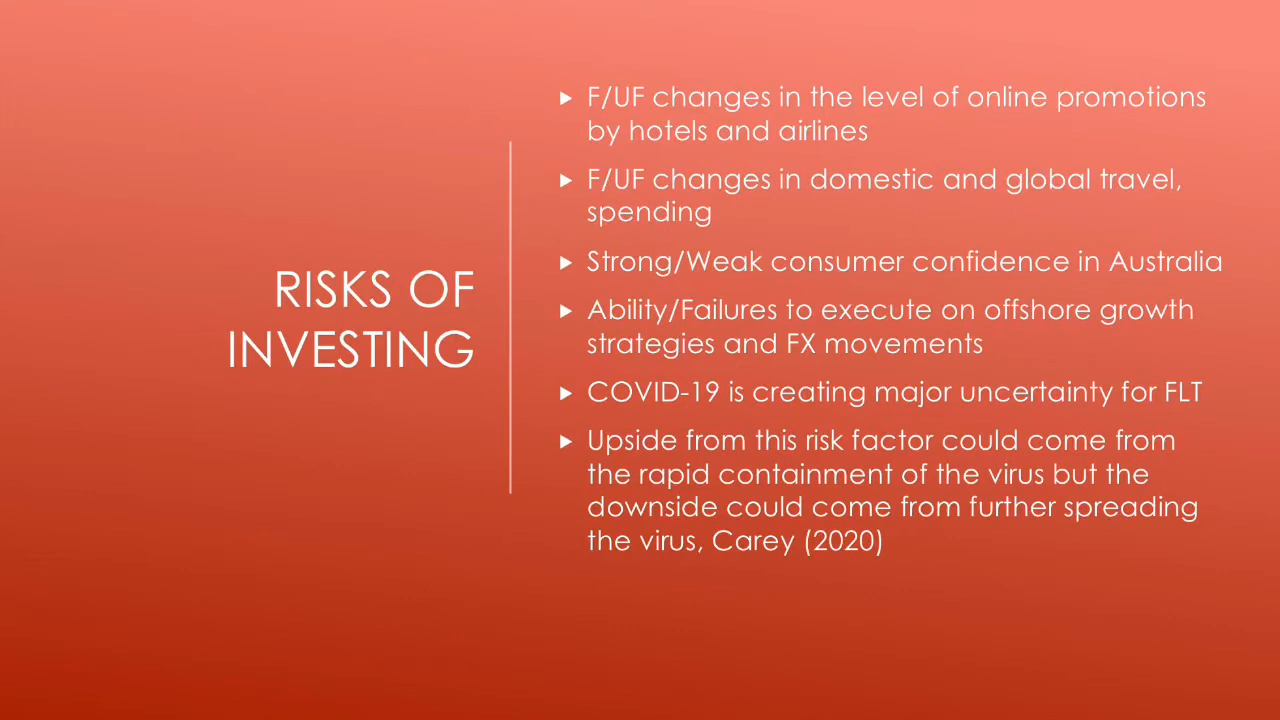 RISKS OF
INVESTING
F/UF changes in the level of online promotions
by hotels and airlines
F/UF changes in domestic and global travel,
spending
Strong/Weak consumer confidence in Australia
Ability/Failures to execute on offshore growth
strategies and FX movements
COVID-19 is creating major uncertainty for FLT
Upside from this risk factor could come from
the rapid containment of the virus but the
downside could come from further spreading
the virus, Carey (2020)